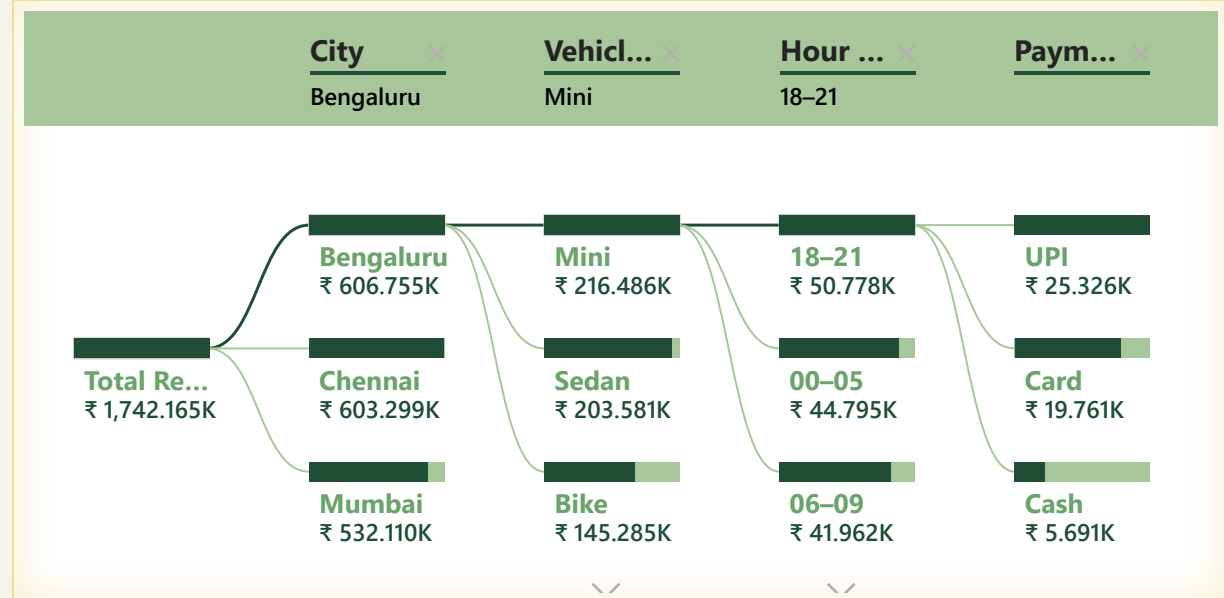 City ×
Vehicl... ×
Hour ... ×
Paym... ×
Bengaluru
Mini
18–21
Total Re...
₹ 1,742.165K
Bengaluru
₹ 606.755K
Chennai
₹ 603.299K
Mumbai
₹ 532.110K
Mini
₹ 216.486K
Sedan
₹ 203.581K
Bike
₹ 145.285K
18–21
₹ 50.778K
00–05
₹ 44.795K
06–09
₹ 41.962K
UPI
₹ 25.326K
Card
₹ 19.761K
Cash
₹ 5.691K